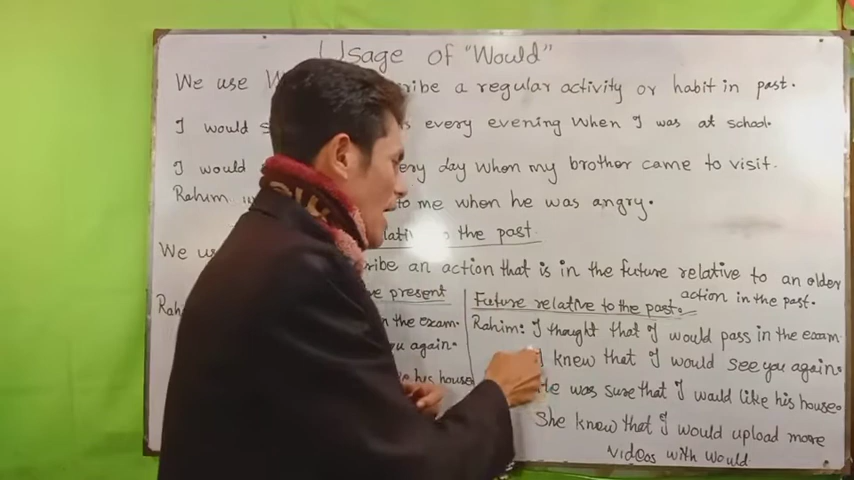 Usage of "Would"
We use ribe a regular activity or habit in past.
I would every evening when I was at school.
I would ery day when my brother came to visit.
Rahim to me when he was angry.
the past.
We ribe an action that is in the future relative to an older
action in the past.
e present
n the exam.
ou again.
his house
Future relative to the past.
Rahim: I thought that I would pass in the exam
I knew that I would see you again.
He was sure that I would like his house.
She knew that I would upload more
videos with would